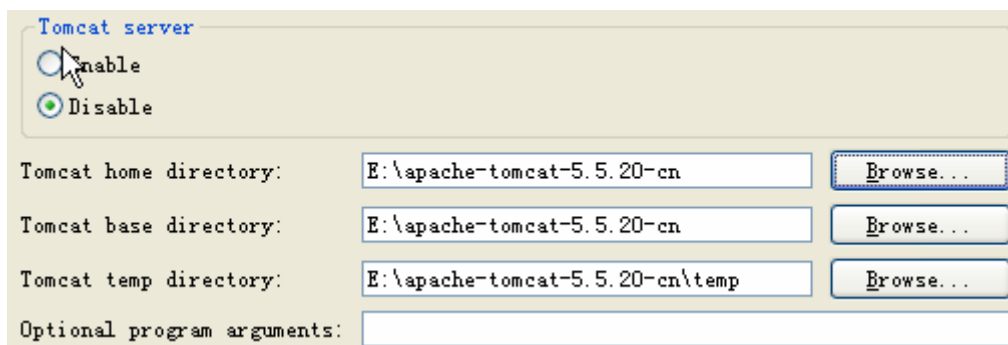 Tomcat server
Enable
Disable
Tomcat home directory: E:\apache-tomcat-5.5.20-cn Browse...
Tomcat base directory: E:\apache-tomcat-5.5.20-cn Browse...
Tomcat temp directory: E:\apache-tomcat-5.5.20-cn\temp Browse...
Optional program arguments: